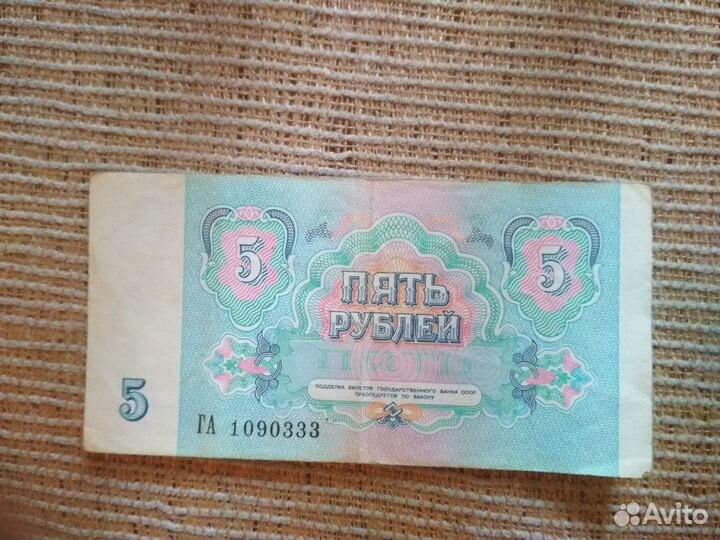 5 5
ПЯТЬ
РУБЛЕЙ
ПОДДЕЛКА БИЛЕТОВ ГОСУДАРСТВЕННОГО БАНКА СССР
ПРЕСЛЕДУЕТСЯ ПО ЗАКОНУ
5
ГА 1090333
Avito